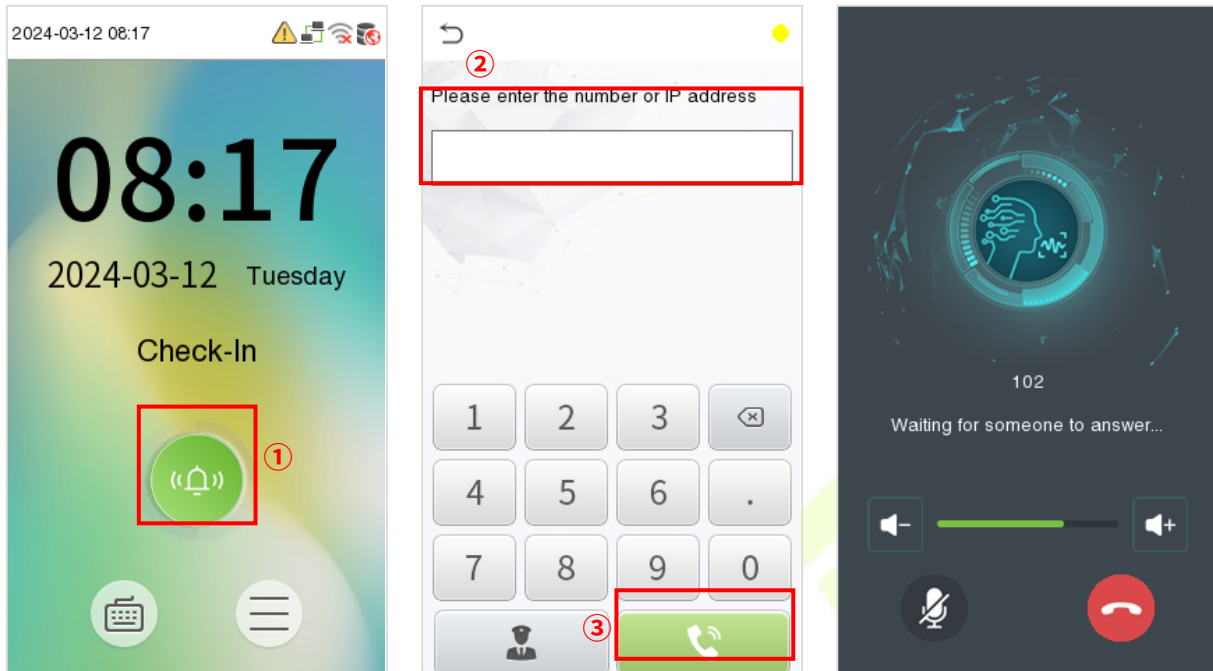 2024-03-12 08:17
08:17
2024-03-12 Tuesday
Check-In
①
②
Please enter the number or IP address
1 2 3
4 5 6 .
7 8 9 0
③
102
Waiting for someone to answer...
- +